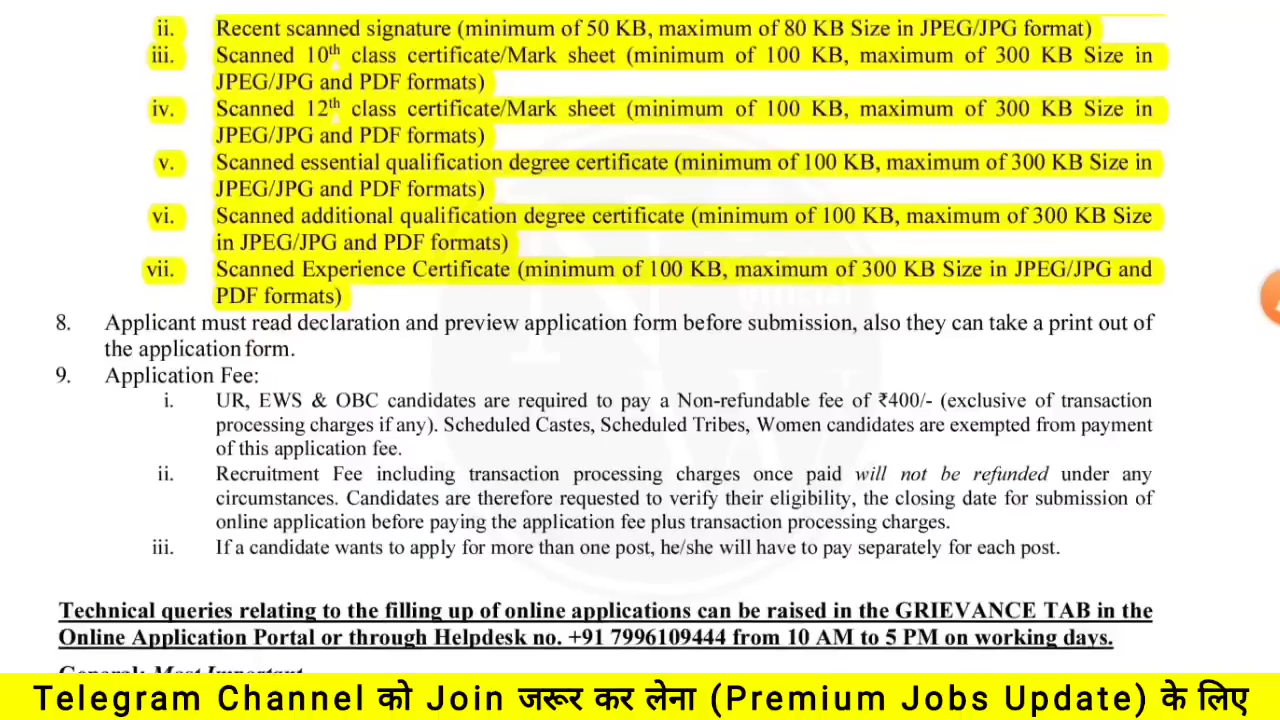 ii. Recent scanned signature (minimum of 50 KB, maximum of 80 KB Size in JPEG/JPG format)
iii. Scanned 10th class certificate/Mark sheet (minimum of 100 KB, maximum of 300 KB Size in
JPEG/JPG and PDF formats)
iv. Scanned 12th class certificate/Mark sheet (minimum of 100 KB, maximum of 300 KB Size in
JPEG/JPG and PDF formats)
v. Scanned essential qualification degree certificate (minimum of 100 KB, maximum of 300 KB Size in
JPEG/JPG and PDF formats)
vi. Scanned additional qualification degree certificate (minimum of 100 KB, maximum of 300 KB Size
in JPEG/JPG and PDF formats)
vii. Scanned Experience Certificate (minimum of 100 KB, maximum of 300 KB Size in JPEG/JPG and
PDF formats)
8. Applicant must read declaration and preview application form before submission, also they can take a print out of
the application form.
9. Application Fee:
i. UR, EWS & OBC candidates are required to pay a Non-refundable fee of ₹400/- (exclusive of transaction
processing charges if any). Scheduled Castes, Scheduled Tribes, Women candidates are exempted from payment
of this application fee.
ii. Recruitment Fee including transaction processing charges once paid will not be refunded under any
circumstances. Candidates are therefore requested to verify their eligibility, the closing date for submission of
online application before paying the application fee plus transaction processing charges.
iii. If a candidate wants to apply for more than one post, he/she will have to pay separately for each post.
Technical queries relating to the filling up of online applications can be raised in the GRIEVANCE TAB in the
Online Application Portal or through Helpdesk no. +91 7996109444 from 10 AM to 5 PM on working days.
General: Most Important
Telegram Channel को Join जरूर कर लेना (Premium Jobs Update) के लिए